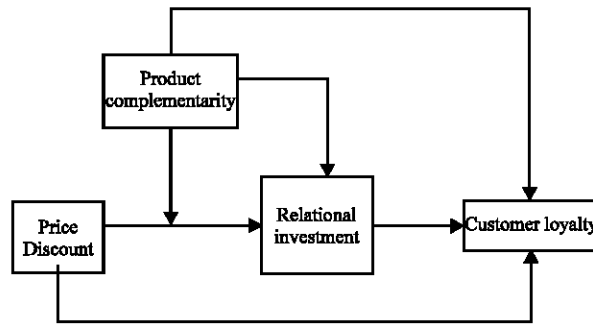 Product
complementarity
Price
Discount
Relational
investment
Customer loyalty